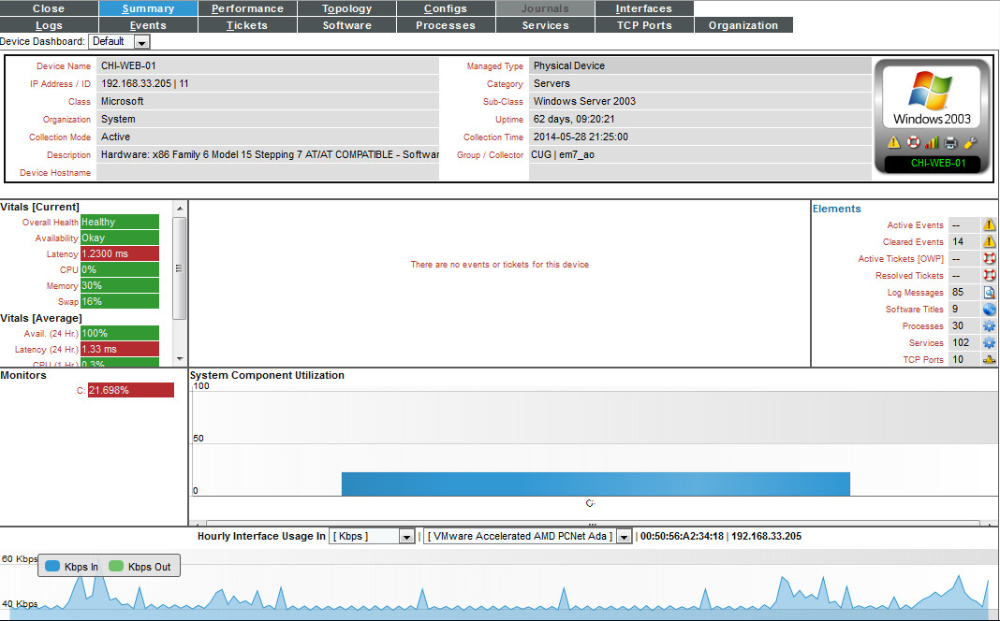 Close Summary Performance Topology Configs Journals Interfaces
Logs Events Tickets Software Processes Services TCP Ports Organization
Device Dashboard: Default
Device Name CHI-WEB-01 Managed Type Physical Device
IP Address / ID 192.168.33.205 | 11 Category Servers
Class Microsoft Sub-Class Windows Server 2003
Organization System Uptime 62 days, 09:20:21
Collection Mode Active Collection Time 2014-05-28 21:25:00
Description Hardware: x86 Family 6 Model 15 Stepping 7 AT/AT COMPATIBLE - Softwar Group / Collector CUG | em7_ao
Device Hostname
Windows 2003
CHI-WEB-01
Vitals [Current]
Overall Health Healthy
Availability Okay
Latency 1.2300 ms
CPU 0%
Memory 30%
Swap 16%
Vitals [Average]
Avail. (24 Hr.) 100%
Latency (24 Hr.) 1.33 ms
CPU (1 Hr.) 0.3%
There are no events or tickets for this device
Elements
Active Events --
Cleared Events 14
Active Tickets [OWP] --
Resolved Tickets --
Log Messages 85
Software Titles 9
Processes 30
Services 102
TCP Ports 10
Monitors
C: 21.698%
System Component Utilization
100
50
0
C:
Hourly Interface Usage In [ Kbps ] | [ VMware Accelerated AMD PCNet Ada ] | 00:50:56:A2:34:18 | 192.168.33.205
60 Kbps
Kbps In Kbps Out
40 Kbps